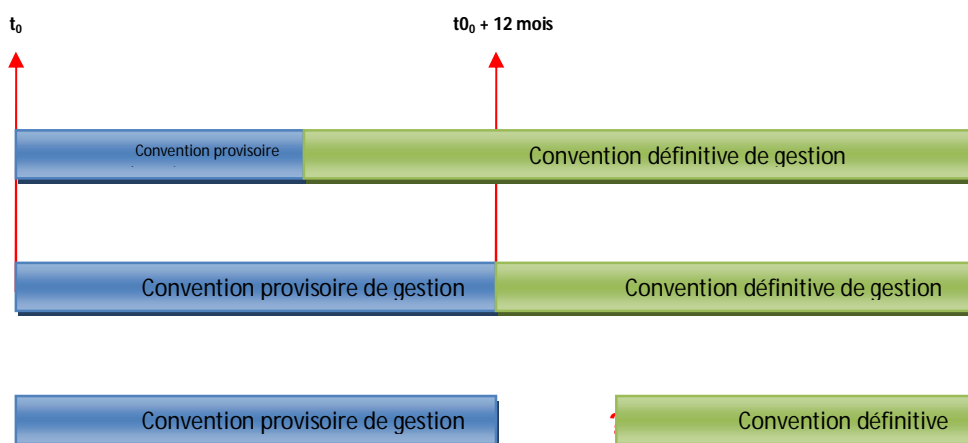 t0
t00 + 12 mois
Convention provisoire
Convention définitive de gestion
Convention provisoire de gestion
Convention définitive de gestion
Convention provisoire de gestion
Convention définitive